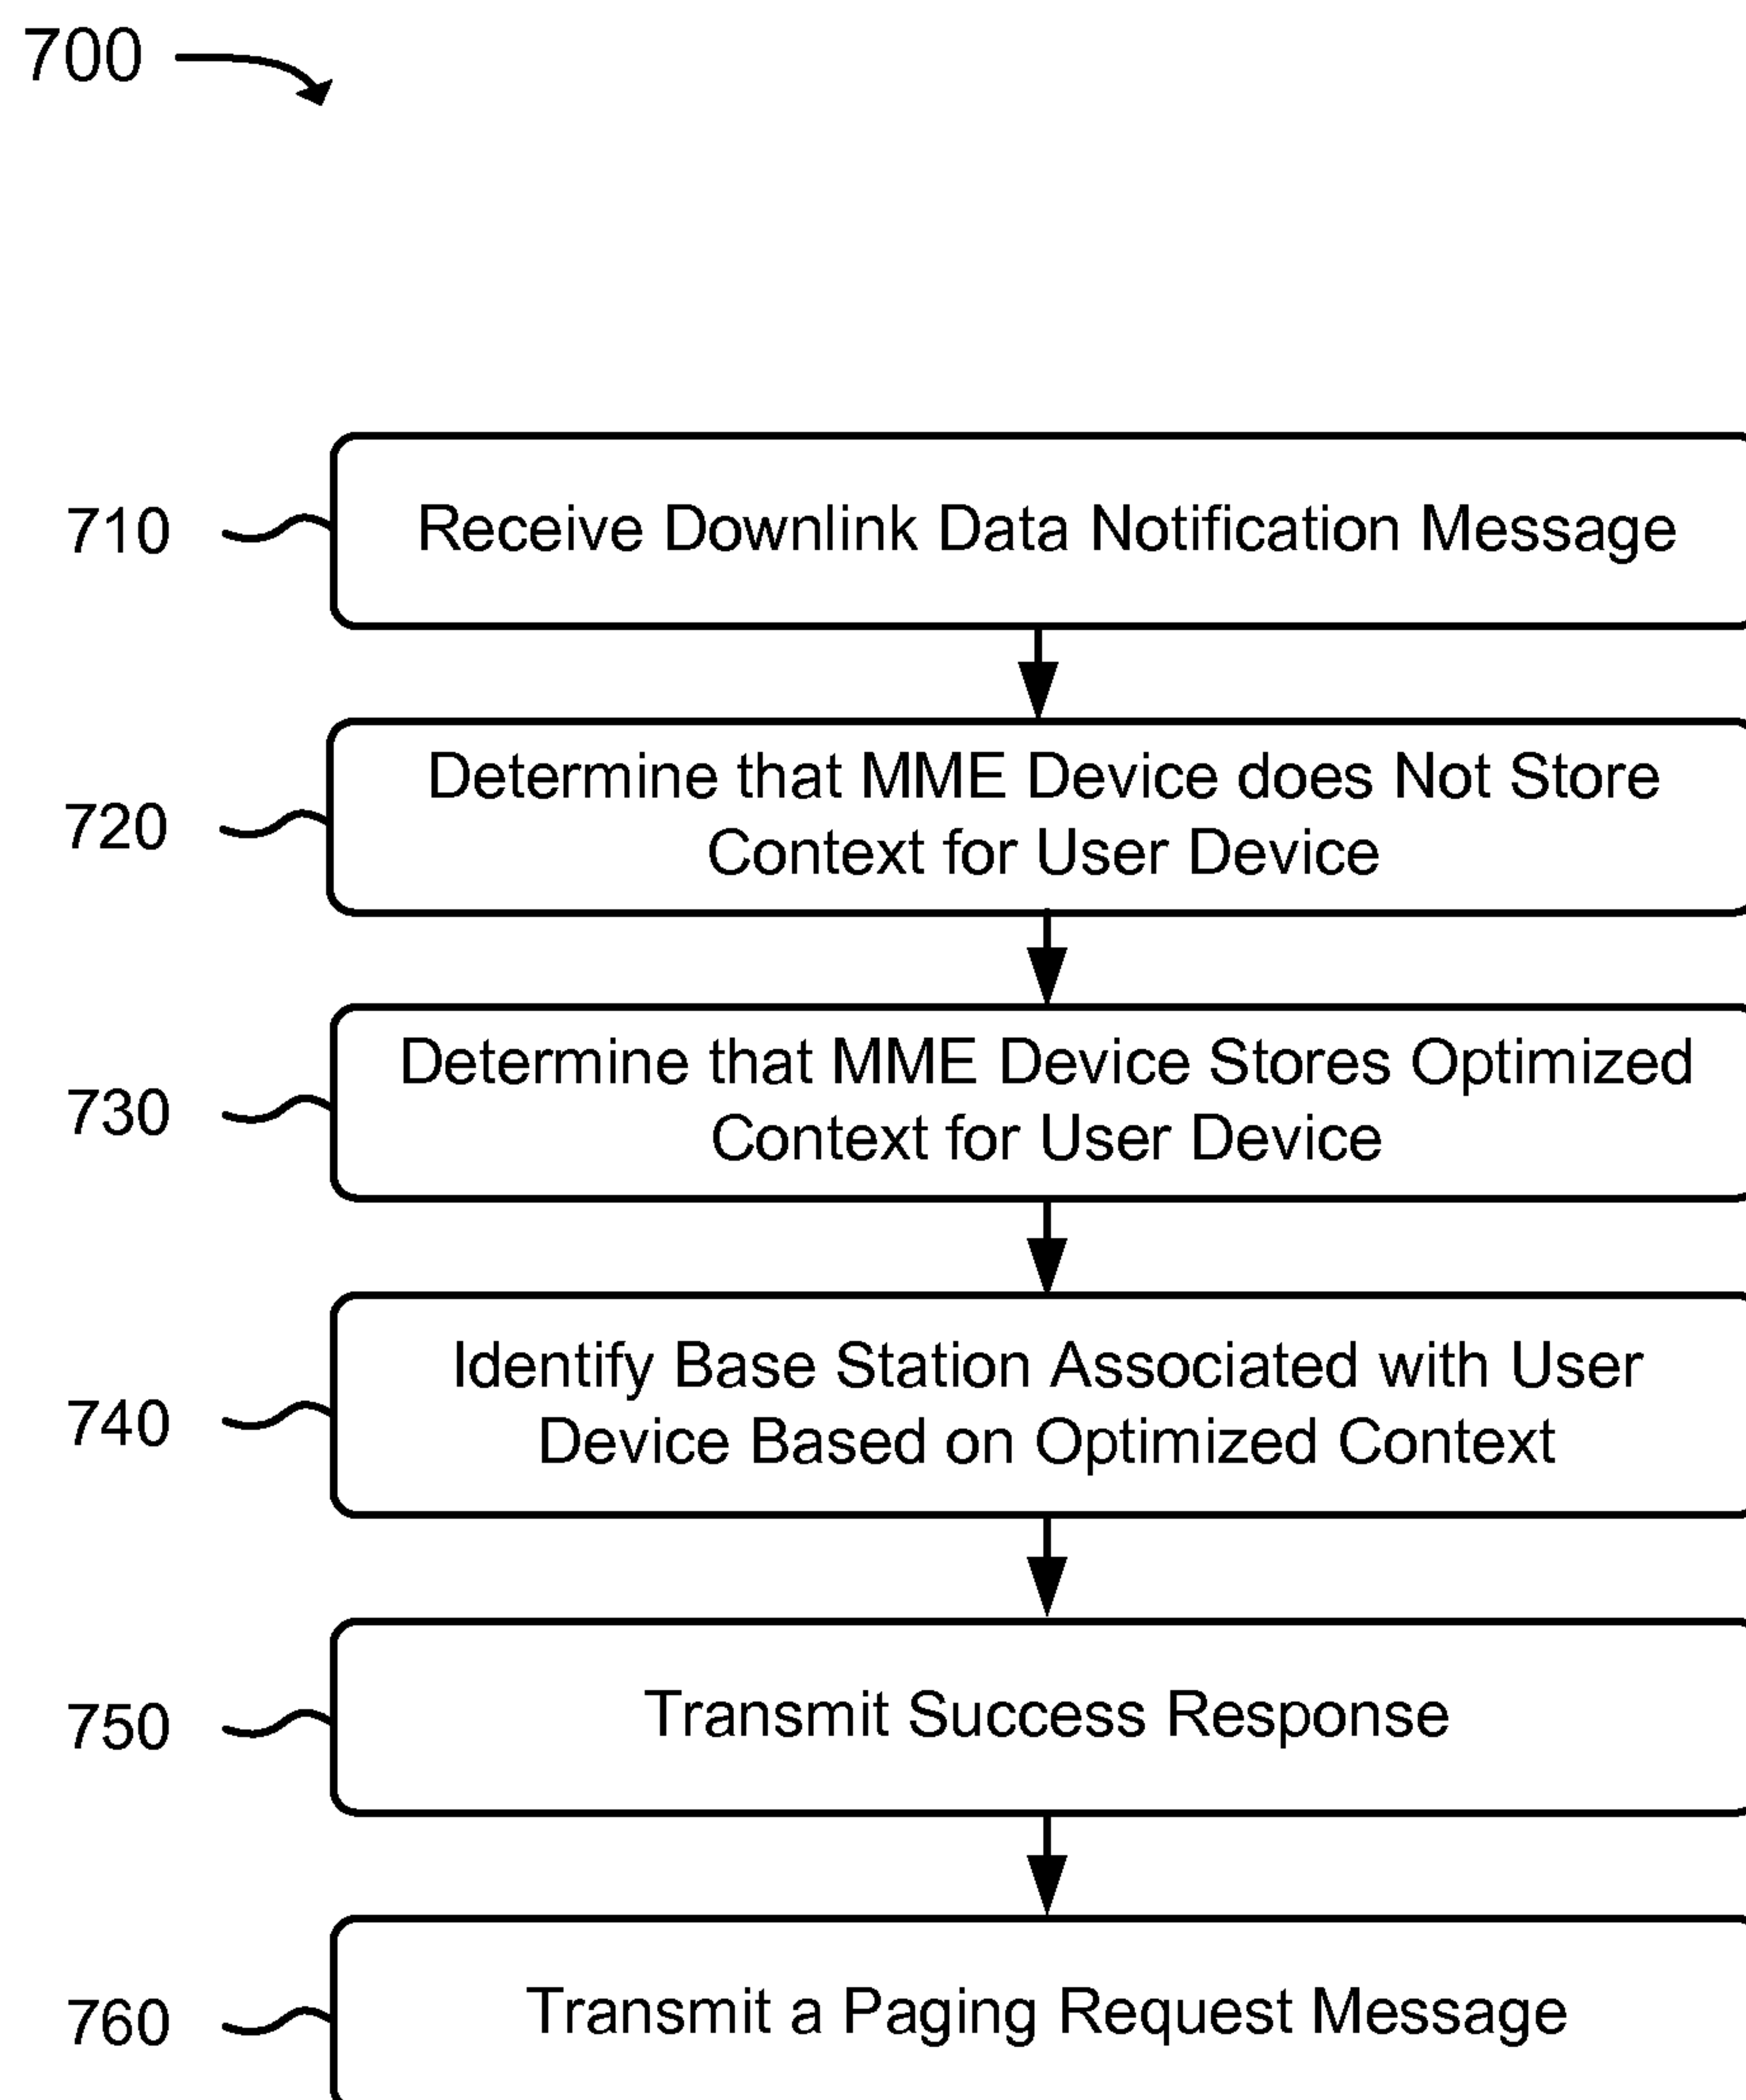 700
710
Receive Downlink Data Notification Message
720
Determine that MME Device does Not Store
Context for User Device
730
Determine that MME Device Stores Optimized
Context for User Device
740
Identify Base Station Associated with User
Device Based on Optimized Context
750
Transmit Success Response
760
Transmit a Paging Request Message